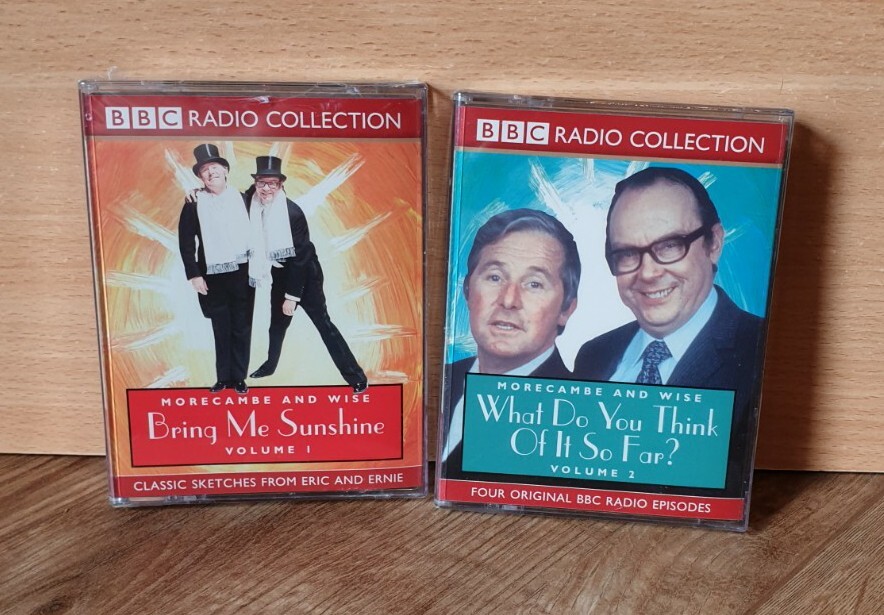 BBC RADIO COLLECTION
MORECAMBE AND WISE
Bring Me Sunshine
VOLUME 1
CLASSIC SKETCHES FROM ERIC AND ERNIE
BBC RADIO COLLECTION
MORECAMBE AND WISE
What Do You Think
Of It So Far?
VOLUME 2
FOUR ORIGINAL BBC RADIO EPISODES